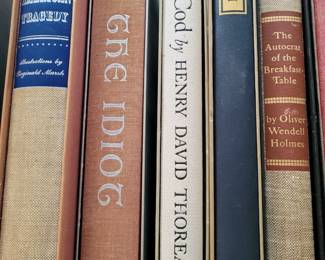 TRAGEDY
illustrations by
Reginald Marsh
THE IDIOT
Cod by HENRY DAVID THOREA
The
Autocrat of the
Breakfast-
Table
by Oliver
Wendell
Holmes